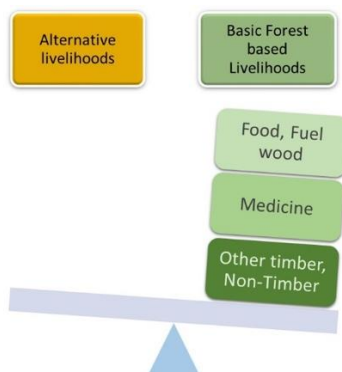 Alternative
livelihoods
Basic Forest
based
Livelihoods
Food, Fuel
wood
Medicine
Other timber,
Non-Timber